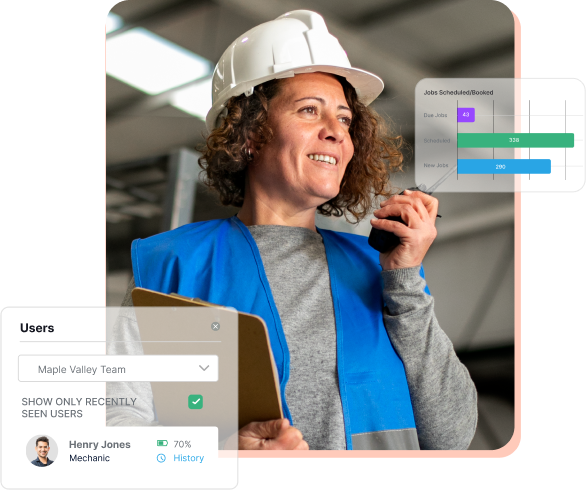 Jobs Scheduled/Booked
Due Jobs 43
Scheduled 338
New Jobs 280
Users
Maple Valley Team
SHOW ONLY RECENTLY
SEEN USERS
Henry Jones 70%
Mechanic History